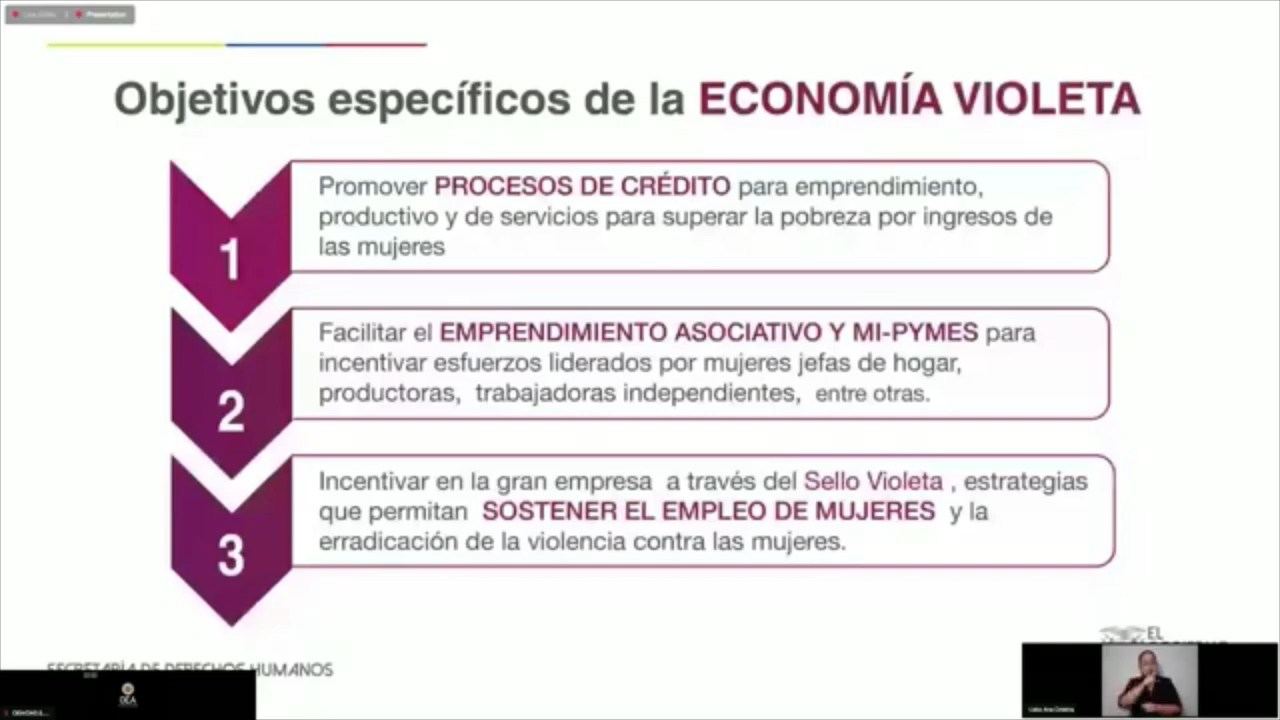 Presentation
Objetivos específicos de la ECONOMÍA VIOLETA
1
Promover PROCESOS DE CRÉDITO para emprendimiento,
productivo y de servicios para superar la pobreza por ingresos de
las mujeres
2
Facilitar el EMPRENDIMIENTO ASOCIATIVO Y MI-PYMES para
incentivar esfuerzos liderados por mujeres jefas de hogar,
productoras,  trabajadoras independientes,  entre otras.
3
Incentivar en la gran empresa  a través del Sello Violeta , estrategias
que permitan  SOSTENER EL EMPLEO DE MUJERES  y la
erradicación de la violencia contra las mujeres.
EL
SECRETARÍA DE DERECHOS HUMANOS
OEA